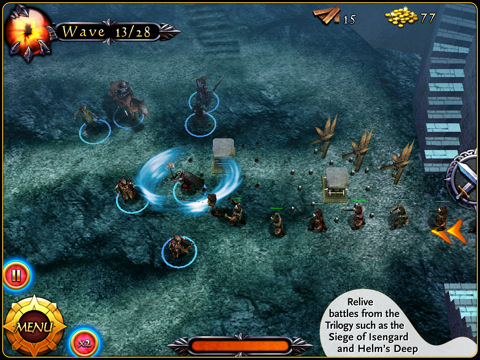 Wave 13/28
15
77
MENU
x2
Relive
battles from the
Trilogy such as the
Siege of Isengard
and Helm's Deep